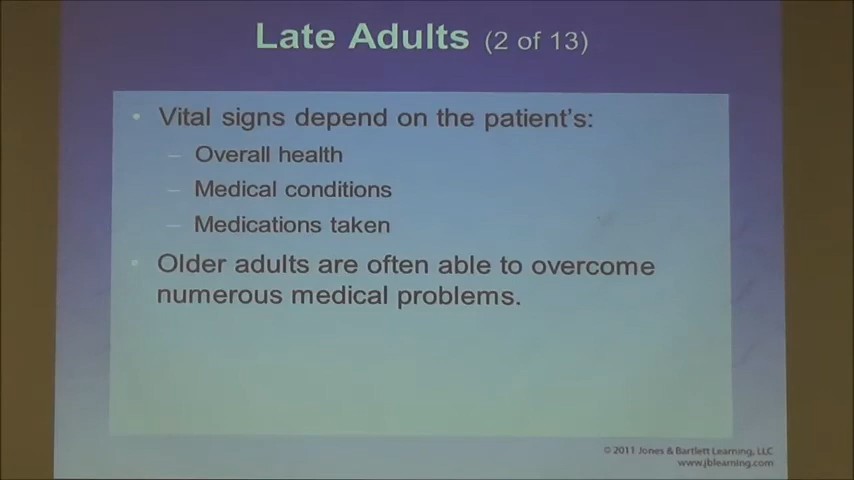 Late Adults (2 of 13)
• Vital signs depend on the patient's:
– Overall health
– Medical conditions
– Medications taken
• Older adults are often able to overcome
numerous medical problems.
© 2011 Jones & Bartlett Learning, LLC
www.jblearning.com